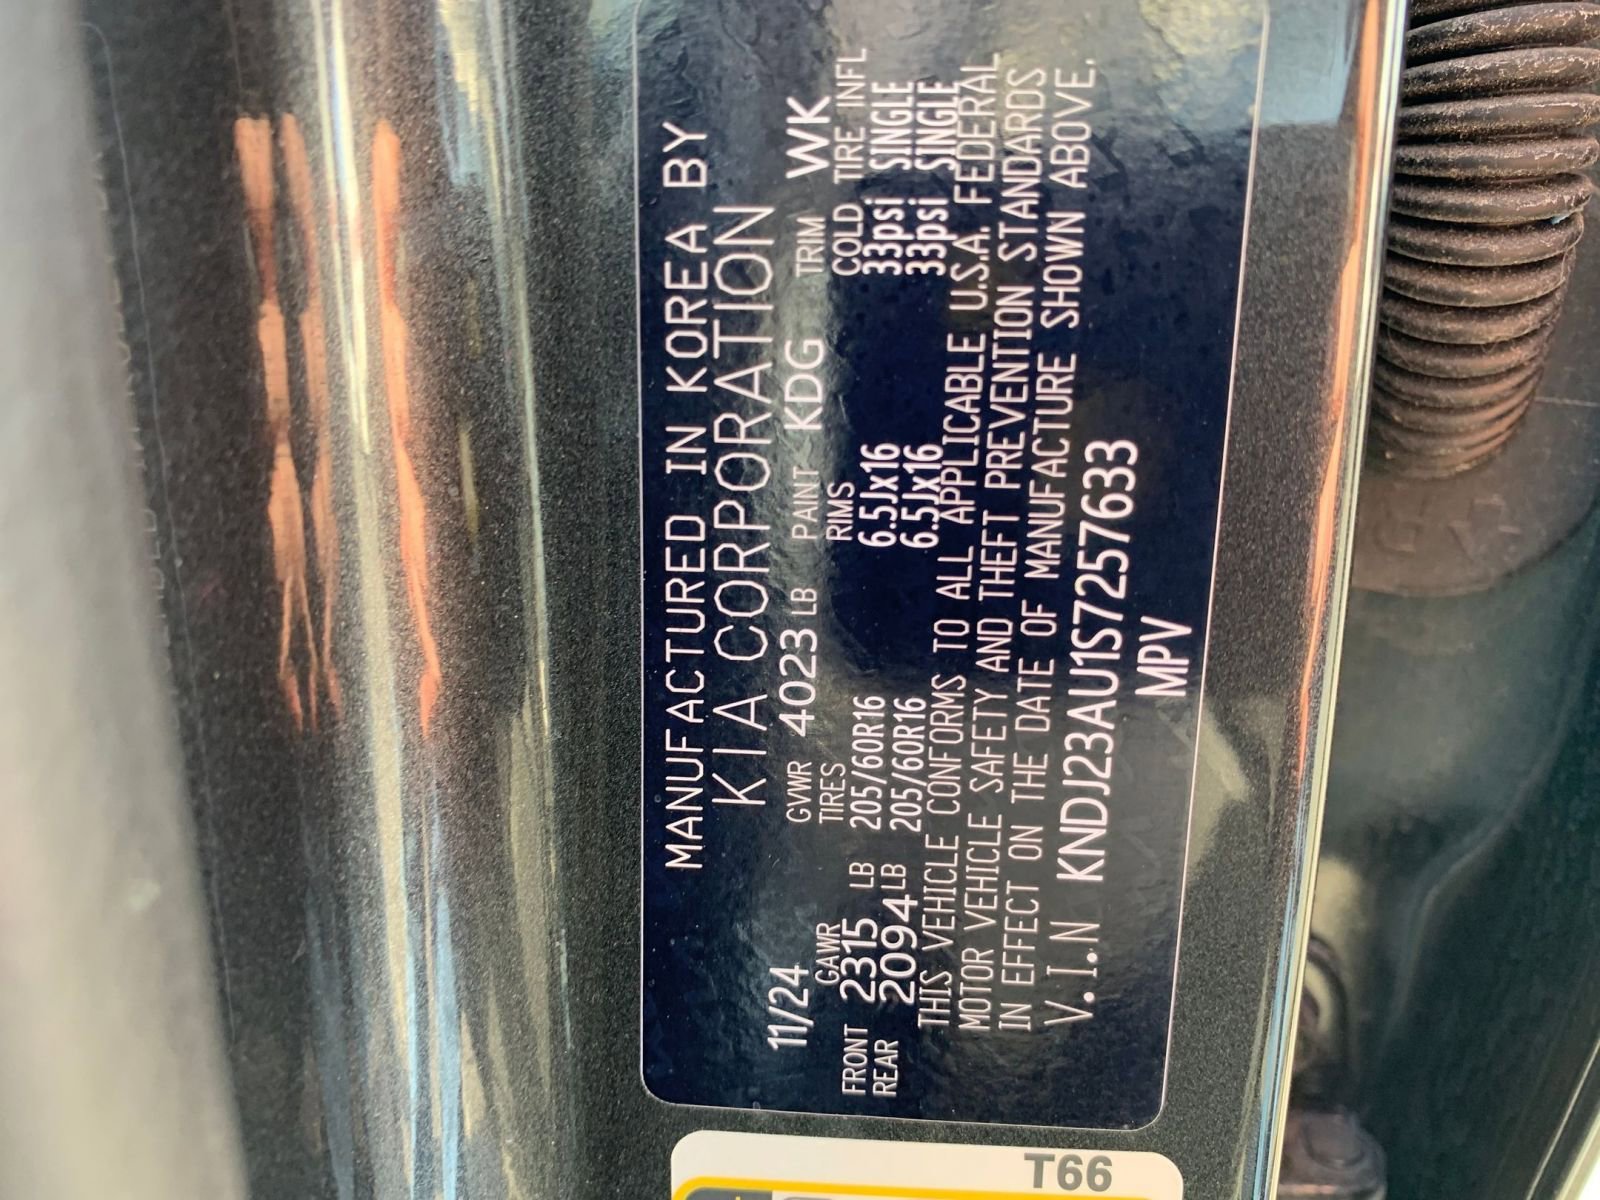 MANUFACTURED IN KOREA BY
KIA CORPORATION
11/24 GVWR 4023 LB PAINT KDG TRIM WK
GAWR TIRES RIMS COLD TIRE INFL
FRONT 2315 LB 205/60R16 6.5Jx16 33psi SINGLE
REAR 2094 LB 205/60R16 6.5Jx16 33psi SINGLE
THIS VEHICLE CONFORMS TO ALL APPLICABLE U.S.A. FEDERAL
MOTOR VEHICLE SAFETY AND THEFT PREVENTION STANDARDS
IN EFFECT ON THE DATE OF MANUFACTURE SHOWN ABOVE.
V.I.N KNDJ23AU1S7257633
MPV
T66